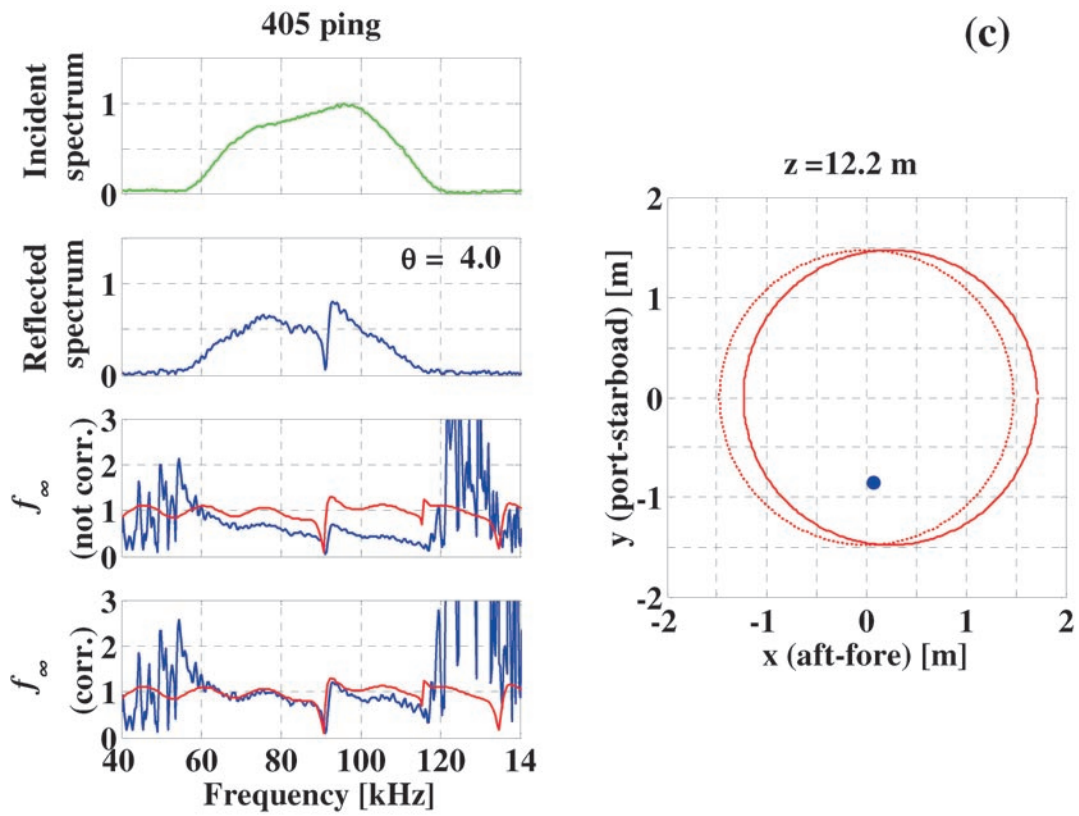 405 ping
(c)
Incident
spectrum
1
0
Reflected
spectrum
θ = 4.0
1
0
f∞
(not corr.)
3
2
1
0
f∞
(corr.)
3
2
1
0
40 60 80 100 120 14
Frequency [kHz]
z =12.2 m
y (port-starboad) [m]
2
1
0
-1
-2
-2 -1 0 1 2
x (aft-fore) [m]